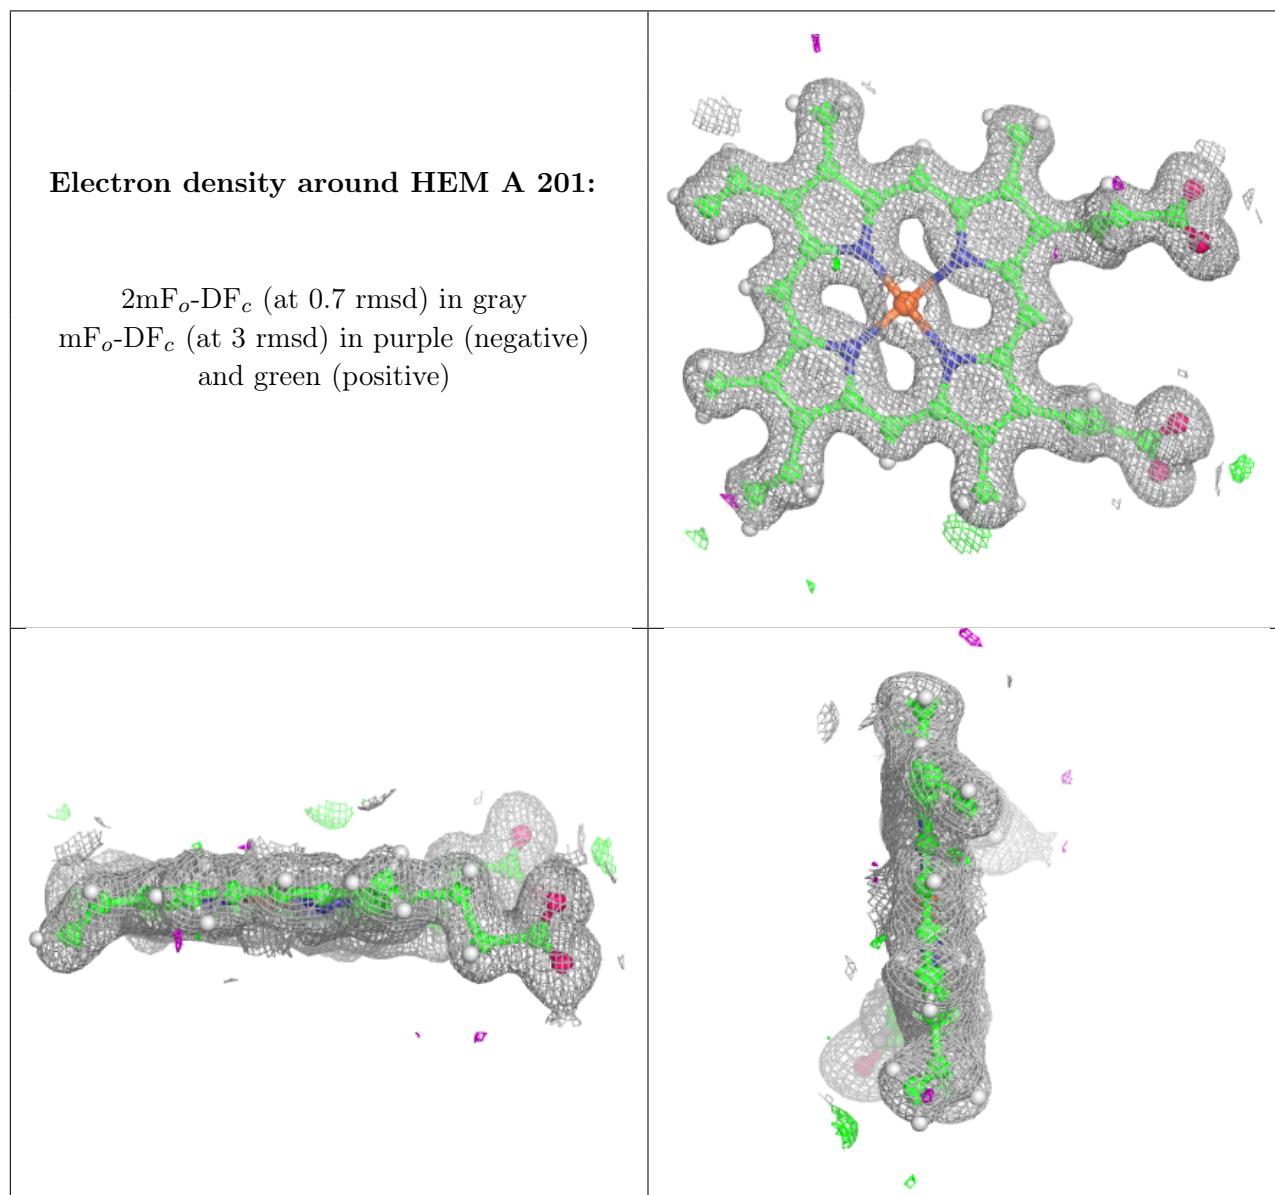 Electron density around HEM A 201:
2mFo-DFc (at 0.7 rmsd) in gray
mFo-DFc (at 3 rmsd) in purple (negative)
and green (positive)